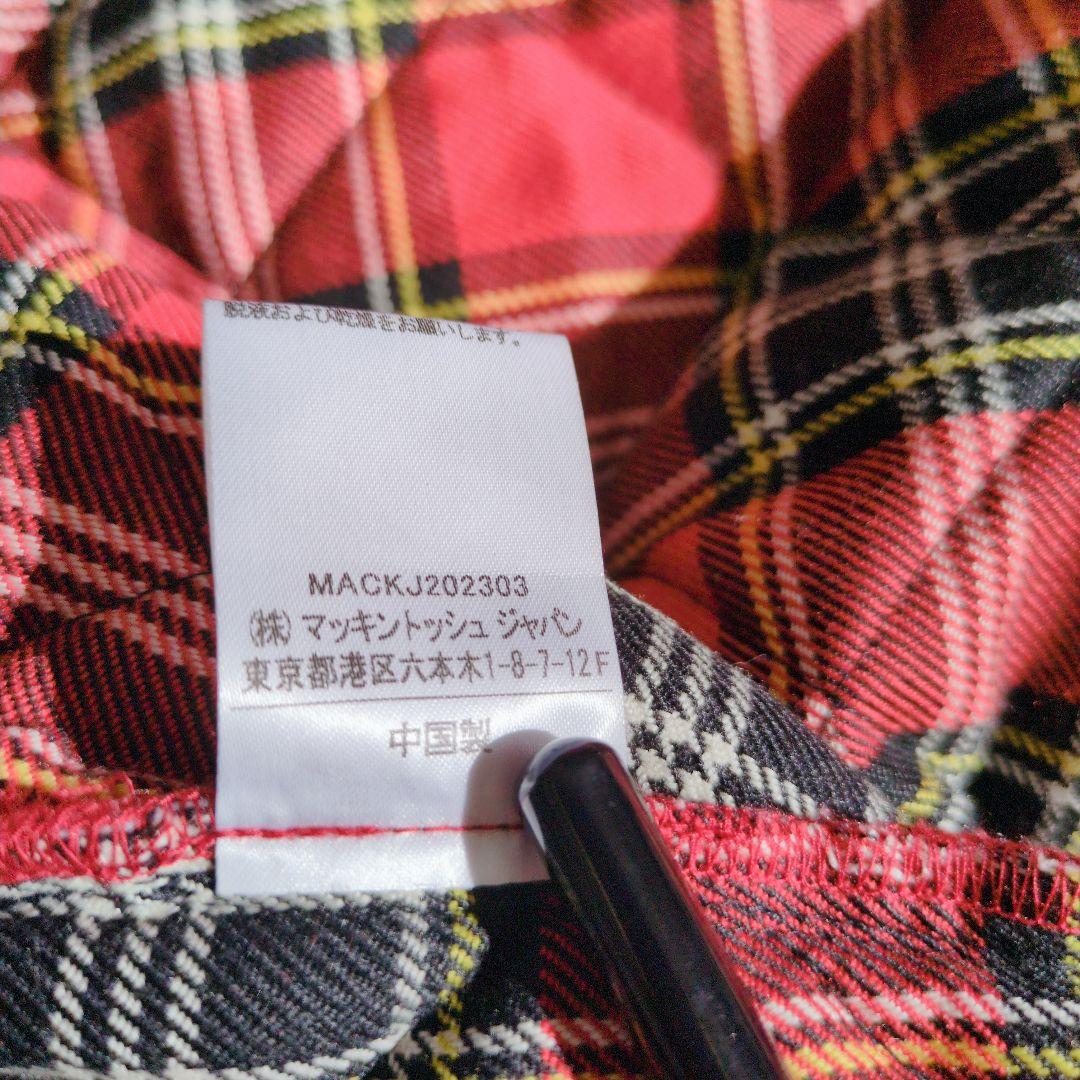 脱水および乾燥をお願いします。
MACKJ202303
(株)マッキントッシュ ジャパン
東京都港区六本木1-8-7-12F
中国製